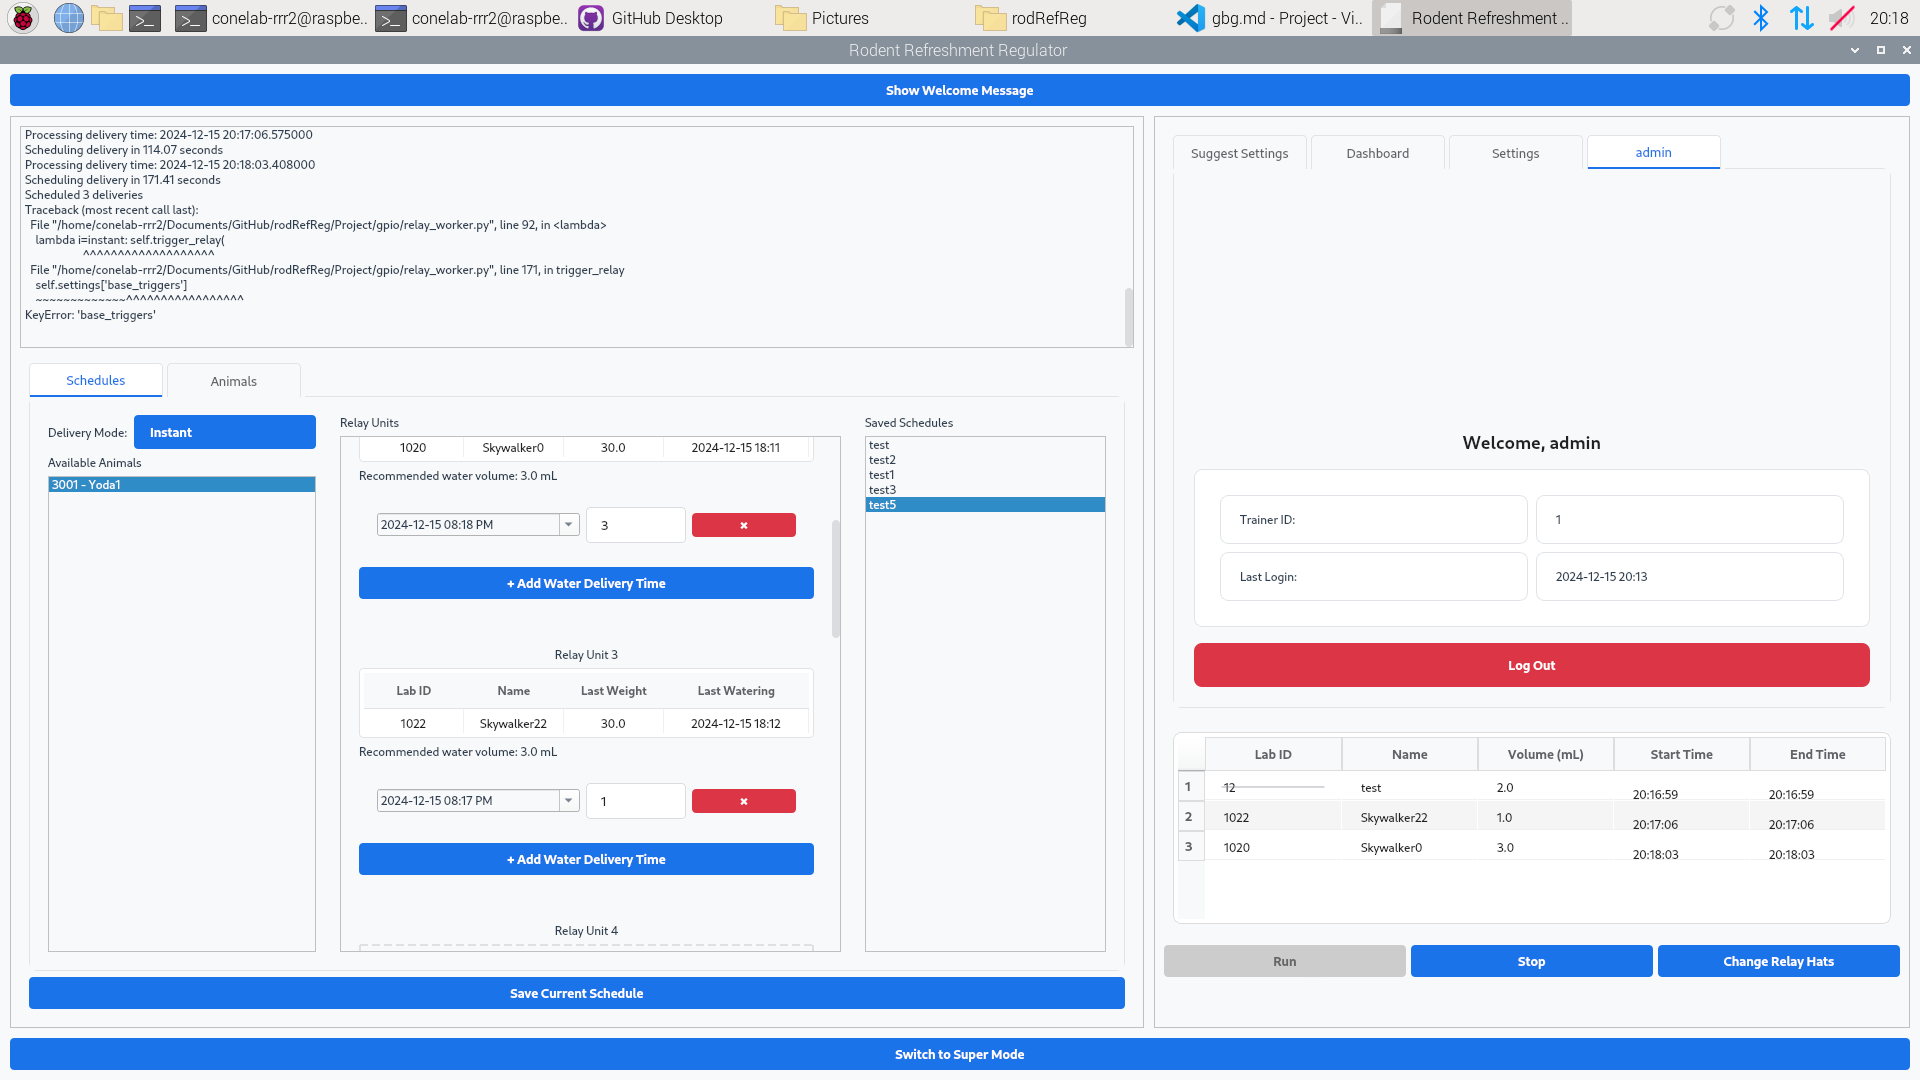 conelab-rrr2@raspbe.. conelab-rrr2@raspbe.. GitHub Desktop Pictures rodRefReg gbg.md - Project - Vi.. Rodent Refreshment .. 20:18
Rodent Refreshment Regulator
Show Welcome Message
Processing delivery time: 2024-12-15 20:17:06.575000
Scheduling delivery in 114.07 seconds
Processing delivery time: 2024-12-15 20:18:03.408000
Scheduling delivery in 171.41 seconds
Scheduled 3 deliveries
Traceback (most recent call last):
File "/home/conelab-rrr2/Documents/GitHub/rodRefReg/Project/gpio/relay_worker.py", line 92, in <lambda>
lambda i=instant: self.trigger_relay(
^^^^^^^^^^^^^^^^^^^
File "/home/conelab-rrr2/Documents/GitHub/rodRefReg/Project/gpio/relay_worker.py", line 171, in trigger_relay
self.settings['base_triggers']
~~~~~~~~~~~~~^^^^^^^^^^^^^^^^^
KeyError: 'base_triggers'
Schedules Animals
Delivery Mode: Instant
Available Animals
3001 - Yoda1
Relay Units
1020 Skywalker0 30.0 2024-12-15 18:11
Recommended water volume: 3.0 mL
2024-12-15 08:18 PM 3 ✖
+ Add Water Delivery Time
Relay Unit 3
Lab ID Name Last Weight Last Watering
1022 Skywalker22 30.0 2024-12-15 18:12
Recommended water volume: 3.0 mL
2024-12-15 08:17 PM 1 ✖
+ Add Water Delivery Time
Relay Unit 4
Saved Schedules
test
test2
test1
test3
test5
Save Current Schedule
Suggest Settings Dashboard Settings admin
Welcome, admin
Trainer ID: 1
Last Login: 2024-12-15 20:13
Log Out
Lab ID Name Volume (mL) Start Time End Time
1 12 test 2.0 20:16:59 20:16:59
2 1022 Skywalker22 1.0 20:17:06 20:17:06
3 1020 Skywalker0 3.0 20:18:03 20:18:03
Run Stop Change Relay Hats
Switch to Super Mode